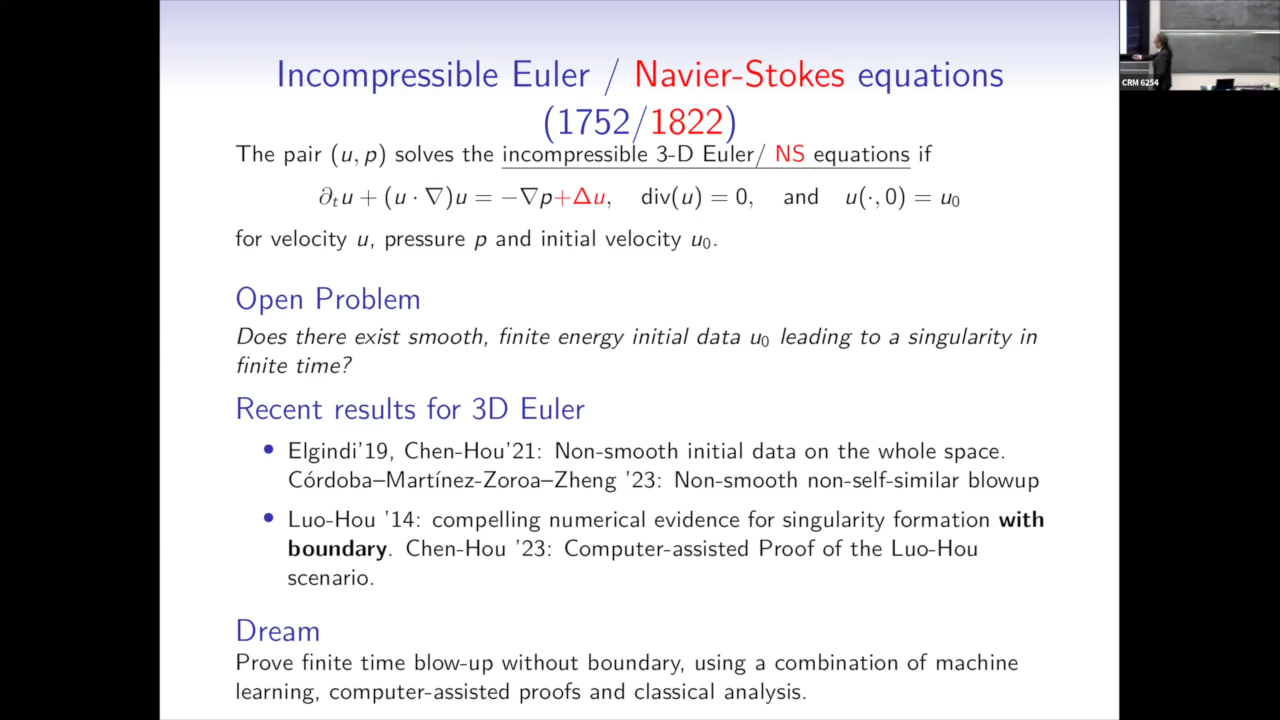 Incompressible Euler / Navier-Stokes equations
(1752/1822)
The pair (u, p) solves the incompressible 3-D Euler/ NS equations if
∂ₜu + (u · ∇)u = −∇p+Δu, div(u) = 0, and u(·, 0) = u₀
for velocity u, pressure p and initial velocity u₀.
Open Problem
Does there exist smooth, finite energy initial data u₀ leading to a singularity in
finite time?
Recent results for 3D Euler
• Elgindi'19, Chen-Hou'21: Non-smooth initial data on the whole space.
Córdoba–Martínez-Zoroa–Zheng '23: Non-smooth non-self-similar blowup
• Luo-Hou '14: compelling numerical evidence for singularity formation with
boundary. Chen-Hou '23: Computer-assisted Proof of the Luo-Hou
scenario.
Dream
Prove finite time blow-up without boundary, using a combination of machine
learning, computer-assisted proofs and classical analysis.
CRM 6254